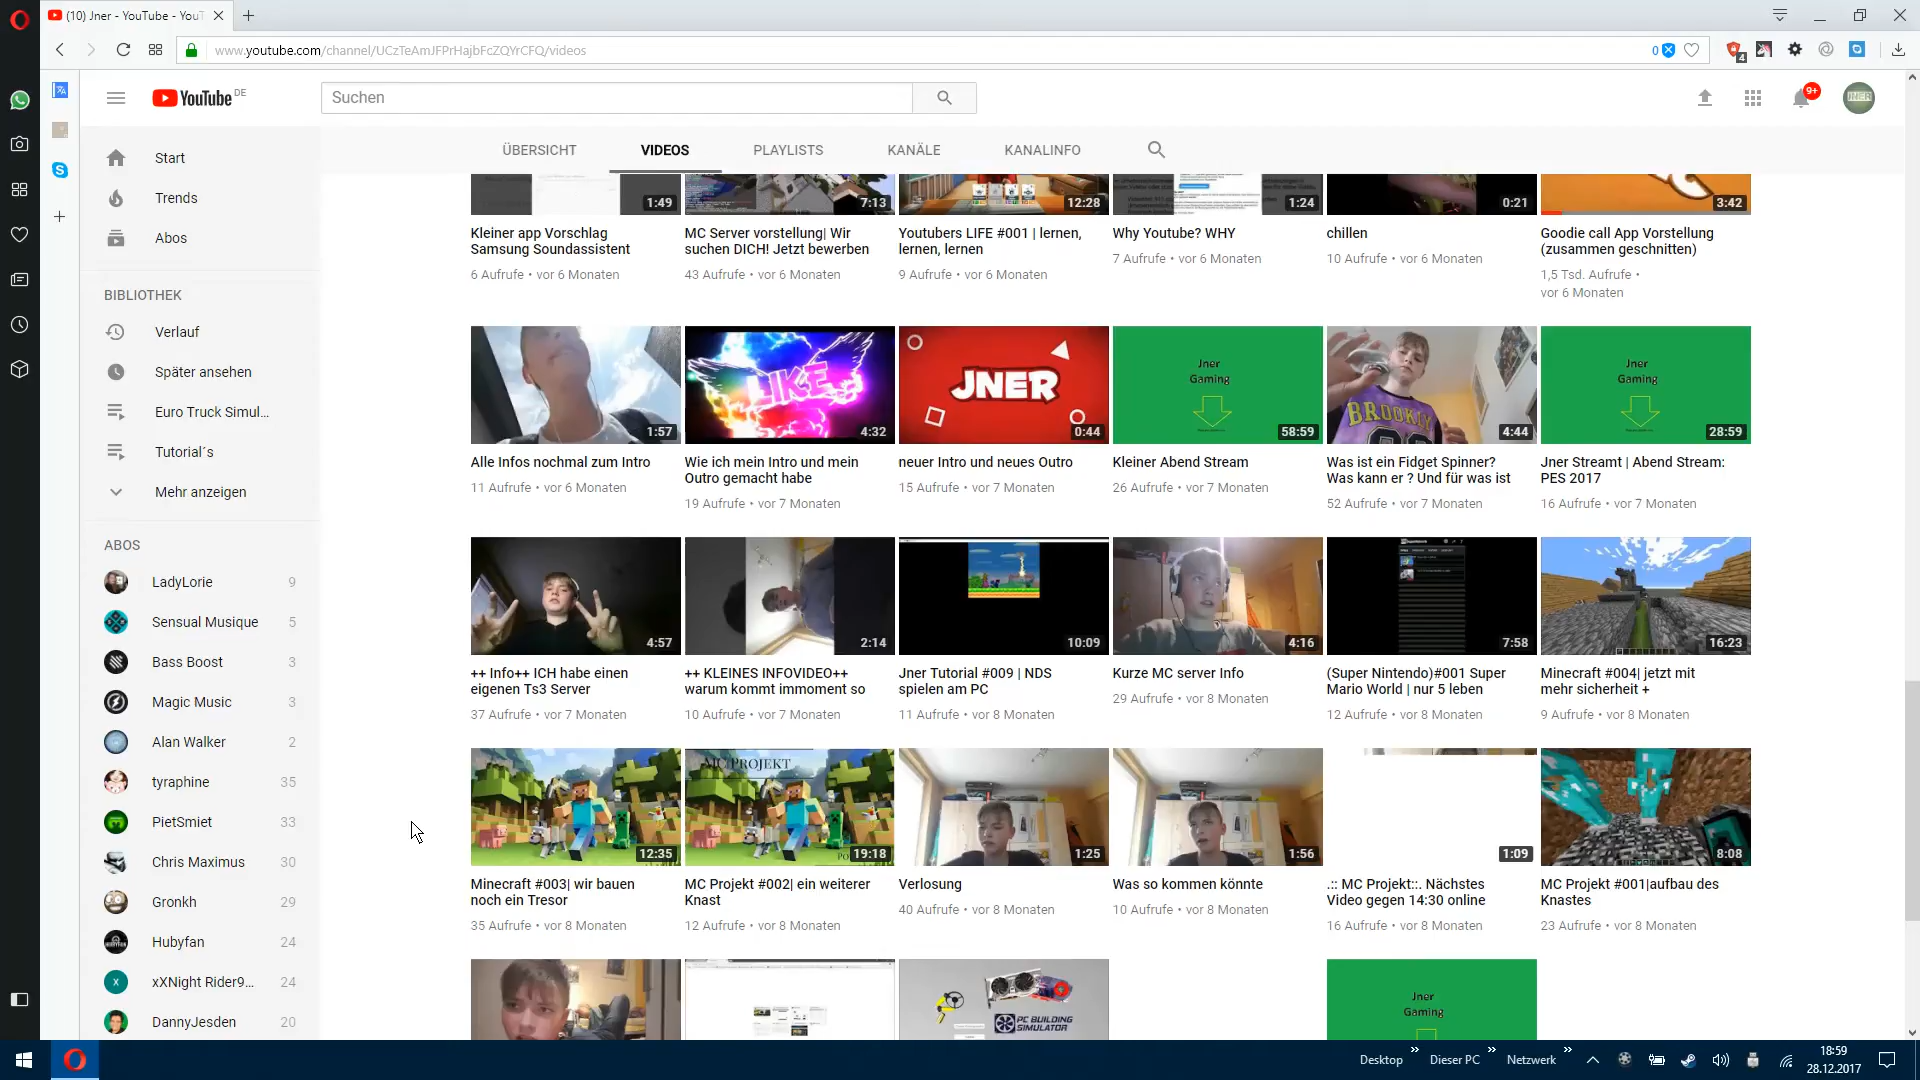 (10) Jner - YouTube - YouT
www.youtube.com/channel/UCzTeAmJFPrHajbFcZQYrCFQ/videos
0
4
YouTube DE
Suchen
9+
JNER
ÜBERSICHT
VIDEOS
PLAYLISTS
KANÄLE
KANALINFO
Start
Trends
Abos
BIBLIOTHEK
Verlauf
Später ansehen
Euro Truck Simul...
Tutorial´s
Mehr anzeigen
ABOS
LadyLorie 9
Sensual Musique 5
Bass Boost 3
Magic Music 3
Alan Walker 2
tyraphine 35
PietSmiet 33
Chris Maximus 30
Gronkh 29
Hubyfan 24
xXNight Rider9... 24
DannyJesden 20
1:49
7:13
12:28
1:24
0:21
3:42
Kleiner app Vorschlag
Samsung Soundassistent
6 Aufrufe • vor 6 Monaten
MC Server vorstellung| Wir
suchen DICH! Jetzt bewerben
43 Aufrufe • vor 6 Monaten
Youtubers LIFE #001 | lernen,
lernen, lernen
9 Aufrufe • vor 6 Monaten
Why Youtube? WHY
7 Aufrufe • vor 6 Monaten
chillen
10 Aufrufe • vor 6 Monaten
Goodie call App Vorstellung
(zusammen geschnitten)
1,5 Tsd. Aufrufe •
vor 6 Monaten
1:57
LIKE
4:32
JNER
0:44
Jner
Gaming
58:59
BROOKLY
4:44
Jner
Gaming
28:59
Alle Infos nochmal zum Intro
11 Aufrufe • vor 6 Monaten
Wie ich mein Intro und mein
Outro gemacht habe
19 Aufrufe • vor 7 Monaten
neuer Intro und neues Outro
15 Aufrufe • vor 7 Monaten
Kleiner Abend Stream
26 Aufrufe • vor 7 Monaten
Was ist ein Fidget Spinner?
Was kann er ? Und für was ist
52 Aufrufe • vor 7 Monaten
Jner Streamt | Abend Stream:
PES 2017
16 Aufrufe • vor 7 Monaten
4:57
2:14
10:09
4:16
7:58
16:23
++ Info++ ICH habe einen
eigenen Ts3 Server
37 Aufrufe • vor 7 Monaten
++ KLEINES INFOVIDEO++
warum kommt immoment so
10 Aufrufe • vor 7 Monaten
Jner Tutorial #009 | NDS
spielen am PC
11 Aufrufe • vor 8 Monaten
Kurze MC server Info
29 Aufrufe • vor 8 Monaten
(Super Nintendo)#001 Super
Mario World | nur 5 leben
12 Aufrufe • vor 8 Monaten
Minecraft #004| jetzt mit
mehr sicherheit +
9 Aufrufe • vor 8 Monaten
12:35
MC PROJEKT
19:18
1:25
1:56
1:09
8:08
Minecraft #003| wir bauen
noch ein Tresor
35 Aufrufe • vor 8 Monaten
MC Projekt #002| ein weiterer
Knast
12 Aufrufe • vor 8 Monaten
Verlosung
40 Aufrufe • vor 8 Monaten
Was so kommen könnte
10 Aufrufe • vor 8 Monaten
.:: MC Projekt::. Nächstes
Video gegen 14:30 online
16 Aufrufe • vor 8 Monaten
MC Projekt #001|aufbau des
Knastes
23 Aufrufe • vor 8 Monaten
PC BUILDING
SIMULATOR
Jner
Gaming
Desktop
Dieser PC
Netzwerk
18:59
28.12.2017